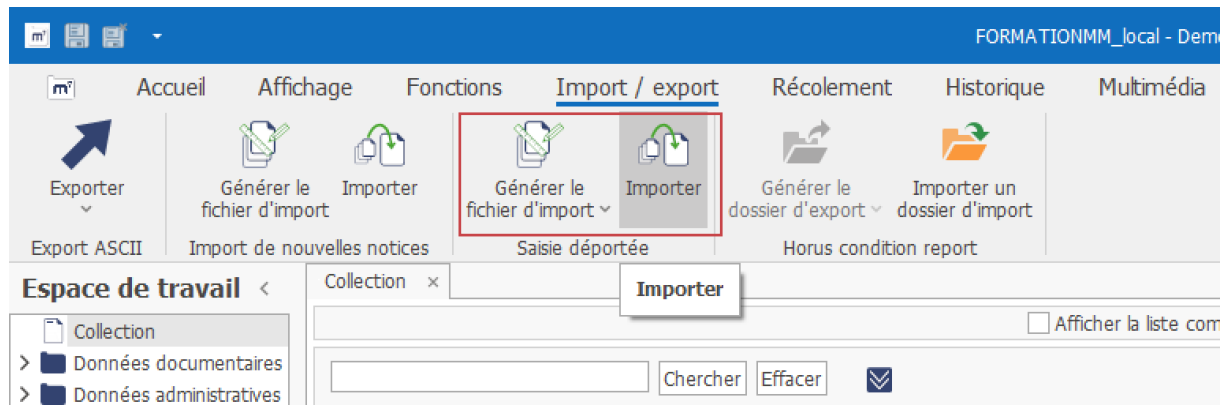 FORMATIONMM_local - Demo
Accueil Affichage Fonctions Import / export Récolement Historique Multimédia
Exporter
Générer le fichier d'import
Importer
Générer le fichier d'import
Importer
Générer le dossier d'export
Importer un dossier d'import
Export ASCII Import de nouvelles notices Saisie déportée Horus condition report
Espace de travail
Collection
Importer
Collection
Afficher la liste com
Données documentaires
Chercher Effacer
Données administratives